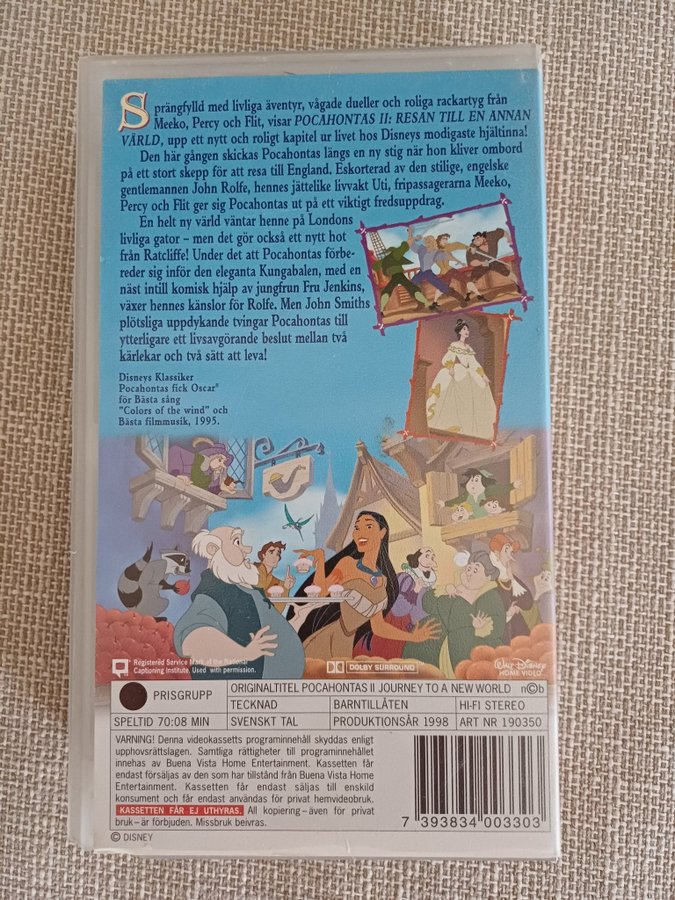 Sprängfylld med livliga äventyr, vågade dueller och roliga rackartyg från
Meeko, Percy och Flit, visar POCAHONTAS II: RESAN TILL EN ANNAN
VÄRLD, upp ett nytt och roligt kapitel ur livet hos Disneys modigaste hjältinna!
Den här gången skickas Pocahontas längs en ny stig när hon kliver ombord
på ett stort skepp för att resa till England. Eskorterad av den stilige, engelske
gentlemannen John Rolfe, hennes jättelike livvakt Uti, fripassagerarna Meeko,
Percy och Flit ger sig Pocahontas ut på ett viktigt fredsuppdrag.
En helt ny värld väntar henne på Londons
livliga gator – men det gör också ett nytt hot
från Ratcliffe! Under det att Pocahontas förbe-
reder sig inför den eleganta Kungabalen, med en
näst intill komisk hjälp av jungfrun Fru Jenkins,
växer hennes känslor för Rolfe. Men John Smiths
plötsliga uppdykande tvingar Pocahontas till
ytterligare ett livsavgörande beslut mellan två
kärlekar och två sätt att leva!
Disneys Klassiker
Pocahontas fick Oscar®
för Bästa sång
"Colors of the wind" och
Bästa filmmusik, 1995.
Registered Service Mark of the National
Captioning Institute. Used with permission.
DOLBY SURROUND
Walt Disney
HOME VIDEO
PRISGRUPP
ORIGINALTITEL POCAHONTAS II JOURNEY TO A NEW WORLD n©b
TECKNAD BARNTILLÅTEN HI-FI STEREO
SPELTID 70:08 MIN SVENSKT TAL PRODUKTIONSÅR 1998 ART NR 190350
VARNING! Denna videokassetts programinnehåll skyddas enligt
upphovsrättslagen. Samtliga rättigheter till programinnehållet
innehas av Buena Vista Home Entertainment. Kassetten får
endast försäljas av den som har tillstånd från Buena Vista Home
Entertainment. Kassetten får endast säljas till enskild
konsument och får endast användas för privat hemvideobruk.
KASSETTEN FÅR EJ UTHYRAS. All kopiering – även för privat
bruk – är förbjuden. Missbruk beivras.
7 393834 003303
© DISNEY